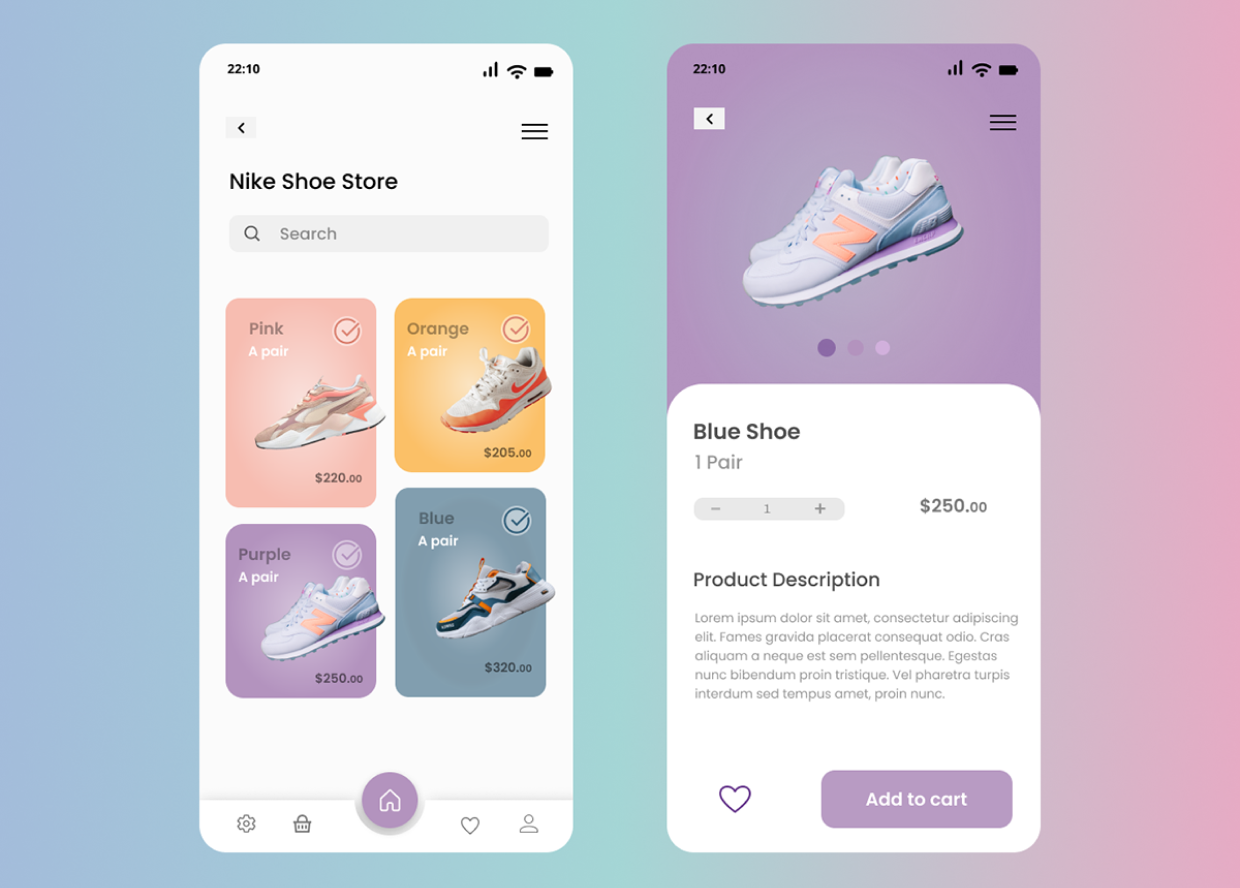 22:10
Nike Shoe Store
Search
Pink
A pair
$220.00
Orange
A pair
$205.00
Purple
A pair
$250.00
Blue
A pair
$320.00
22:10
N
Blue Shoe
1 Pair
− 1 +
$250.00
Product Description
Lorem ipsum dolor sit amet, consectetur adipiscing
elit. Fames gravida placerat consequat odio. Cras
aliquam a neque est sem pellentesque. Egestas
nunc bibendum proin tristique. Vel pharetra turpis
interdum sed tempus amet, proin nunc.
Add to cart